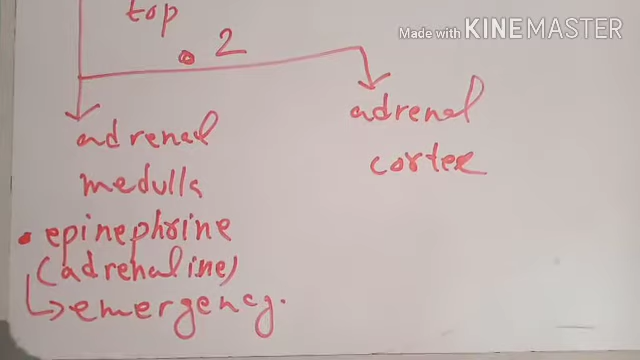 Made with KINEMASTER
top
2
adrenal
medulla
• epinephrine
(adrenaline)
↳ emergency.
adrenal
cortex